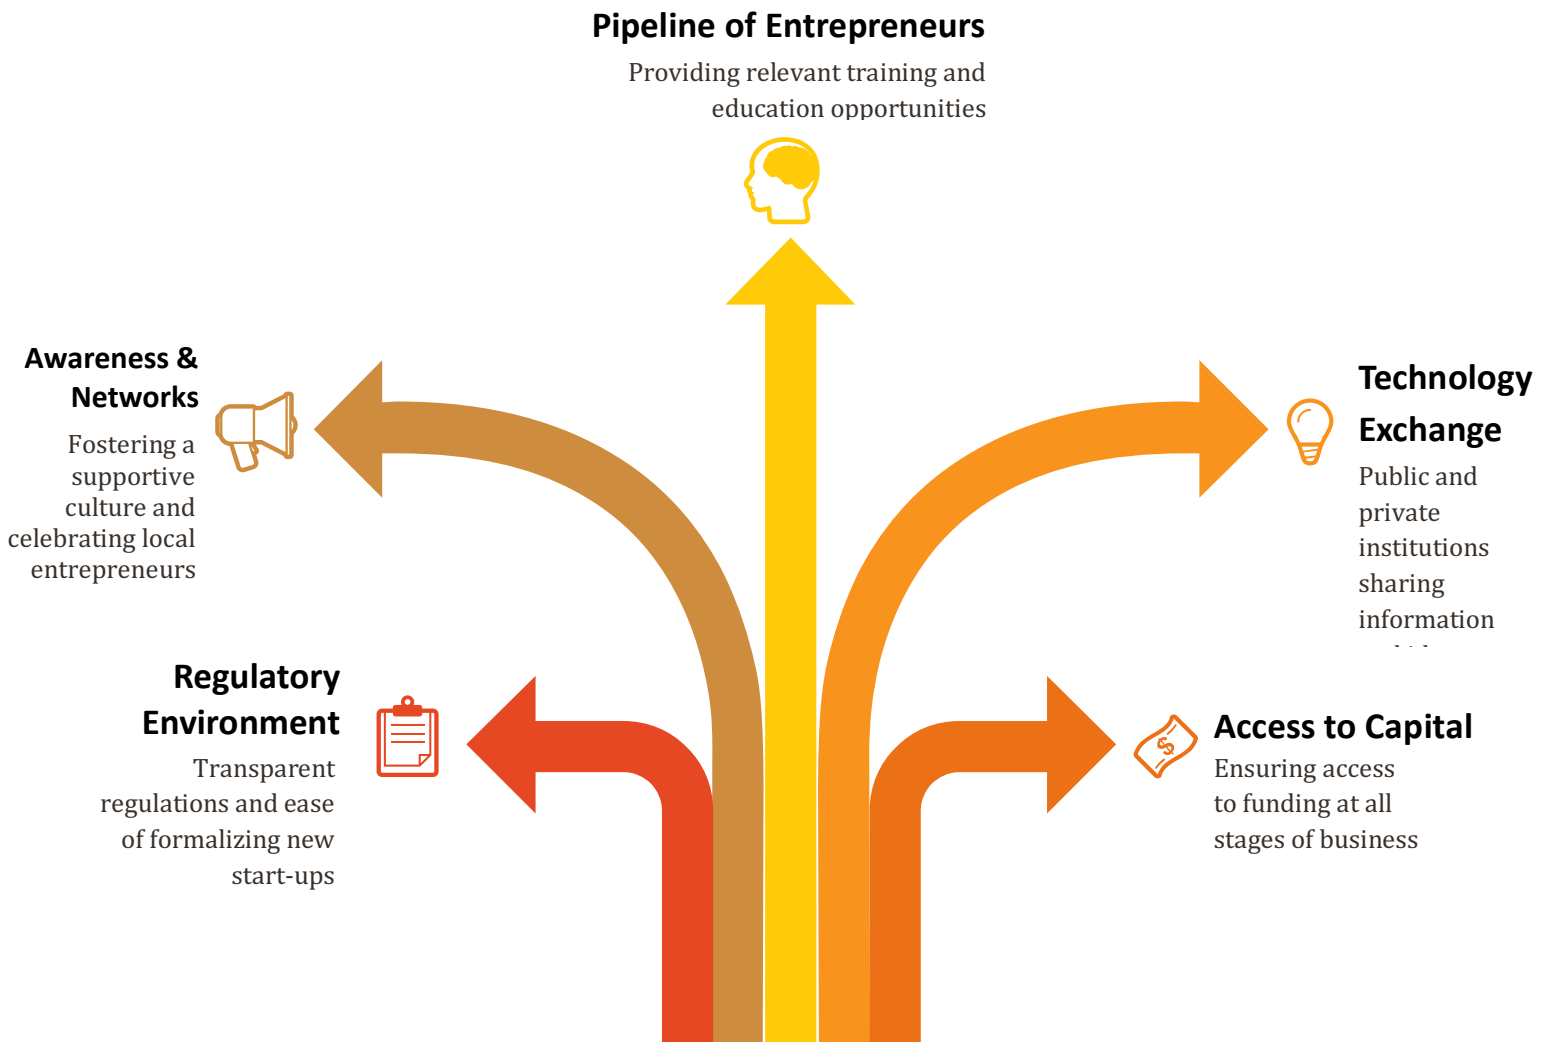 Pipeline of Entrepreneurs
Providing relevant training and
education opportunities
Awareness &
Networks
Fostering a
supportive
culture and
celebrating local
entrepreneurs
Technology
Exchange
Public and
private
institutions
sharing
information
Regulatory
Environment
Transparent
regulations and ease
of formalizing new
start-ups
Access to Capital
Ensuring access
to funding at all
stages of business
$